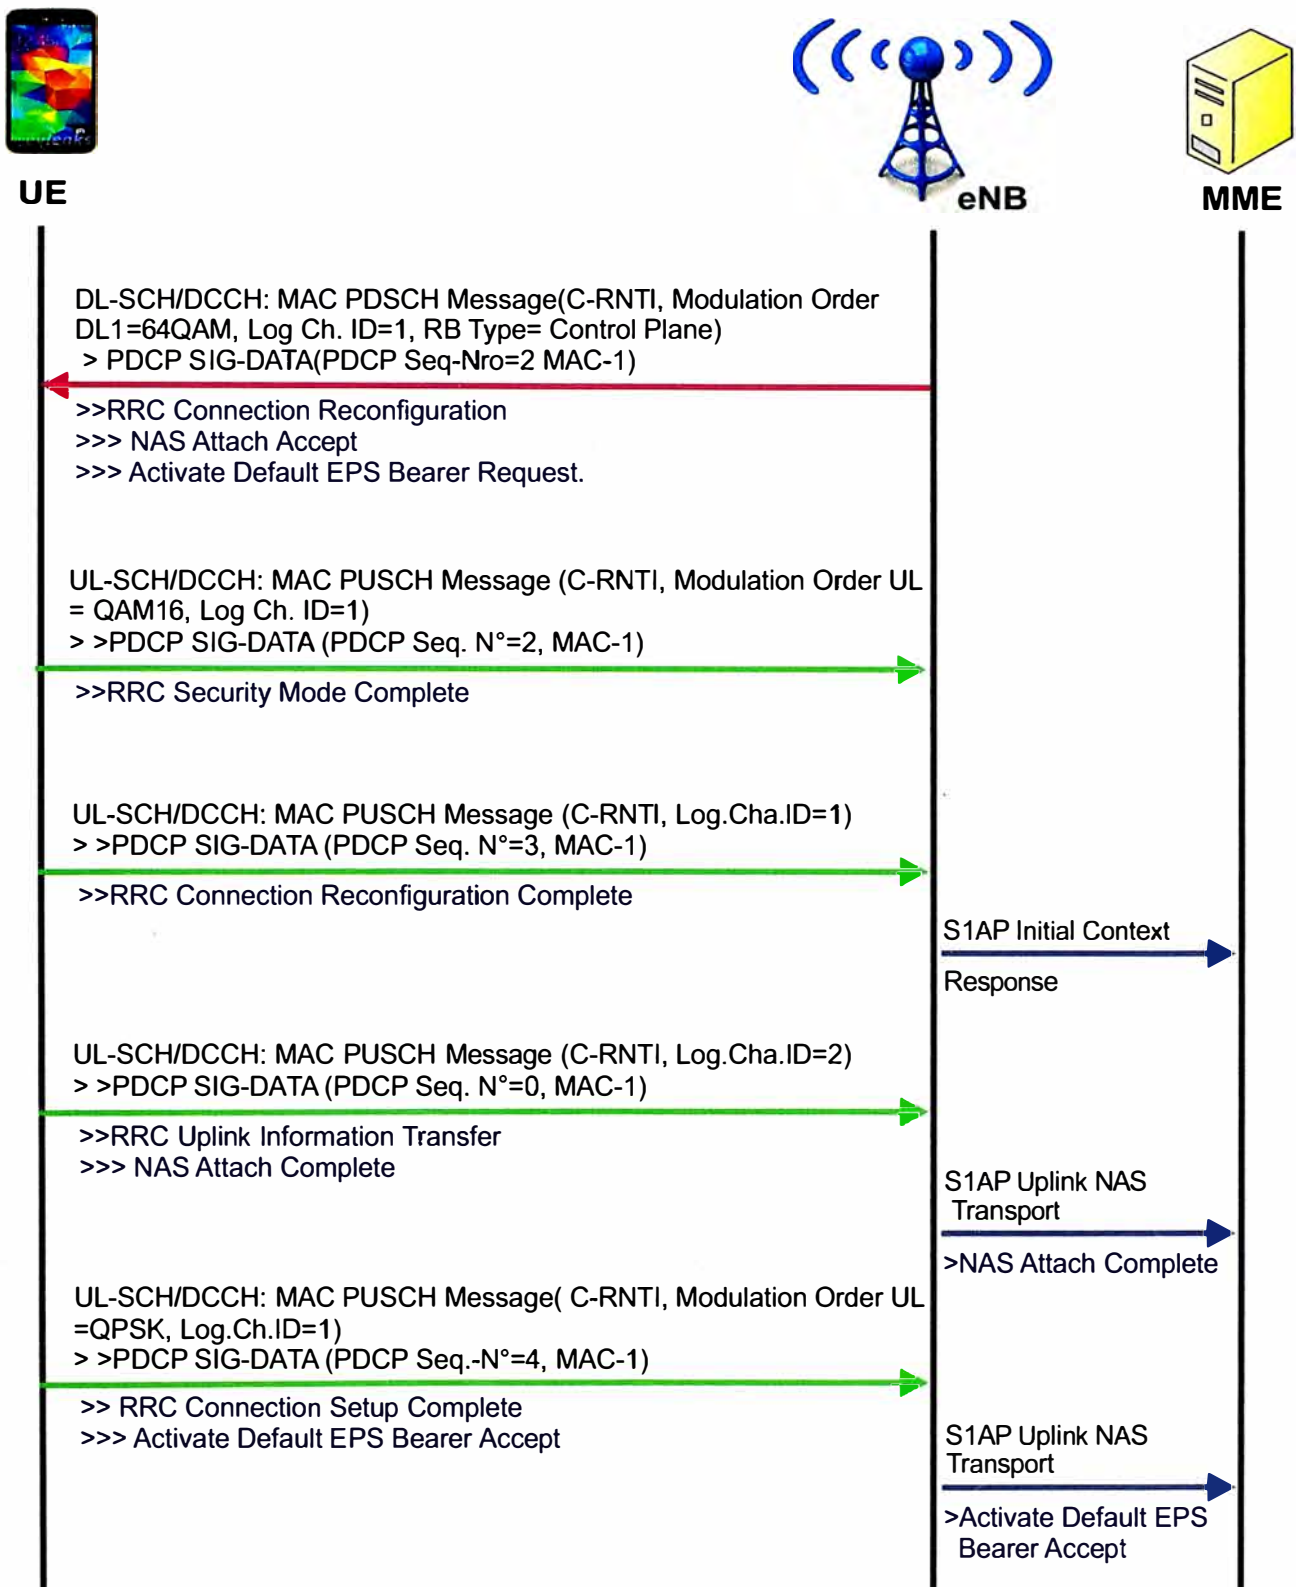 UE
eNB
MME
DL-SCH/DCCH: MAC PDSCH Message(C-RNTI, Modulation Order
DL1=64QAM, Log Ch. ID=1, RB Type= Control Plane)
> PDCP SIG-DATA(PDCP Seq-Nro=2 MAC-1)
>>RRC Connection Reconfiguration
>>> NAS Attach Accept
>>> Activate Default EPS Bearer Request.
UL-SCH/DCCH: MAC PUSCH Message (C-RNTI, Modulation Order UL
= QAM16, Log Ch. ID=1)
> >PDCP SIG-DATA (PDCP Seq. N°=2, MAC-1)
>>RRC Security Mode Complete
UL-SCH/DCCH: MAC PUSCH Message (C-RNTI, Log.Cha.ID=1)
> >PDCP SIG-DATA (PDCP Seq. N°=3, MAC-1)
>>RRC Connection Reconfiguration Complete
S1AP Initial Context
Response
UL-SCH/DCCH: MAC PUSCH Message (C-RNTI, Log.Cha.ID=2)
> >PDCP SIG-DATA (PDCP Seq. N°=0, MAC-1)
>>RRC Uplink Information Transfer
>>> NAS Attach Complete
S1AP Uplink NAS
Transport
>NAS Attach Complete
UL-SCH/DCCH: MAC PUSCH Message( C-RNTI, Modulation Order UL
=QPSK, Log.Ch.ID=1)
> >PDCP SIG-DATA (PDCP Seq.-N°=4, MAC-1)
>> RRC Connection Setup Complete
>>> Activate Default EPS Bearer Accept
S1AP Uplink NAS
Transport
>Activate Default EPS
Bearer Accept